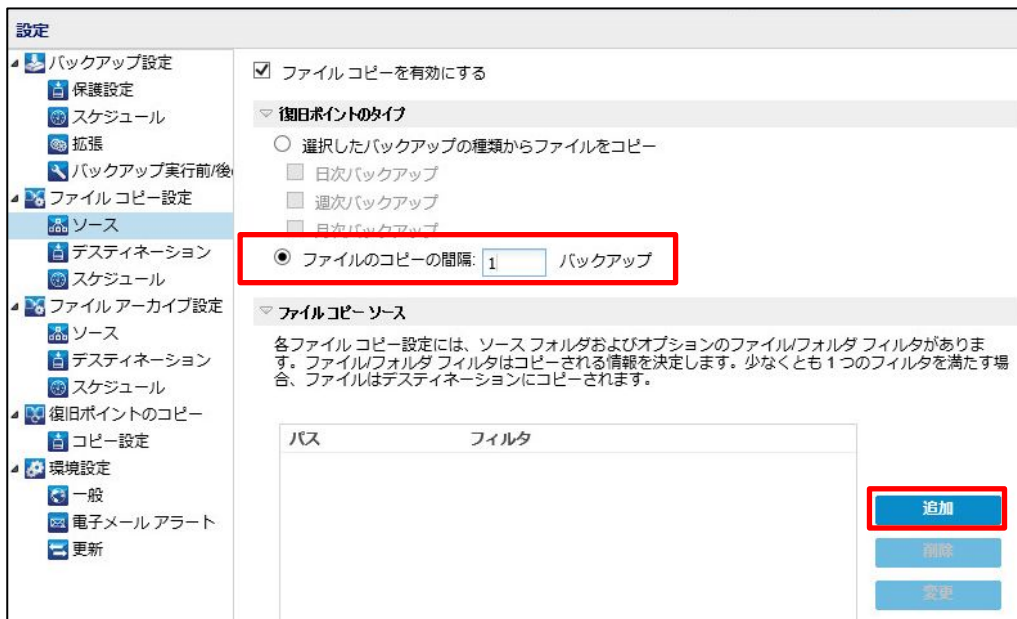 設定
バックアップ設定
保護設定
スケジュール
拡張
バックアップ実行前/後
ファイル コピー設定
ソース
デスティネーション
スケジュール
ファイル アーカイブ設定
ソース
デスティネーション
スケジュール
復旧ポイントのコピー
コピー設定
環境設定
一般
電子メール アラート
更新
ファイル コピーを有効にする
復旧ポイントのタイプ
選択したバックアップの種類からファイルをコピー
日次バックアップ
週次バックアップ
月次バックアップ
ファイルのコピーの間隔: 1 バックアップ
ファイル コピー ソース
各ファイル コピー設定には、ソース フォルダおよびオプションのファイル/フォルダ フィルタがありま
す。ファイル/フォルダ フィルタはコピーされる情報を決定します。少なくとも 1 つのフィルタを満たす場
合、ファイルはデスティネーションにコピーされます。
パス フィルタ
追加
削除
変更